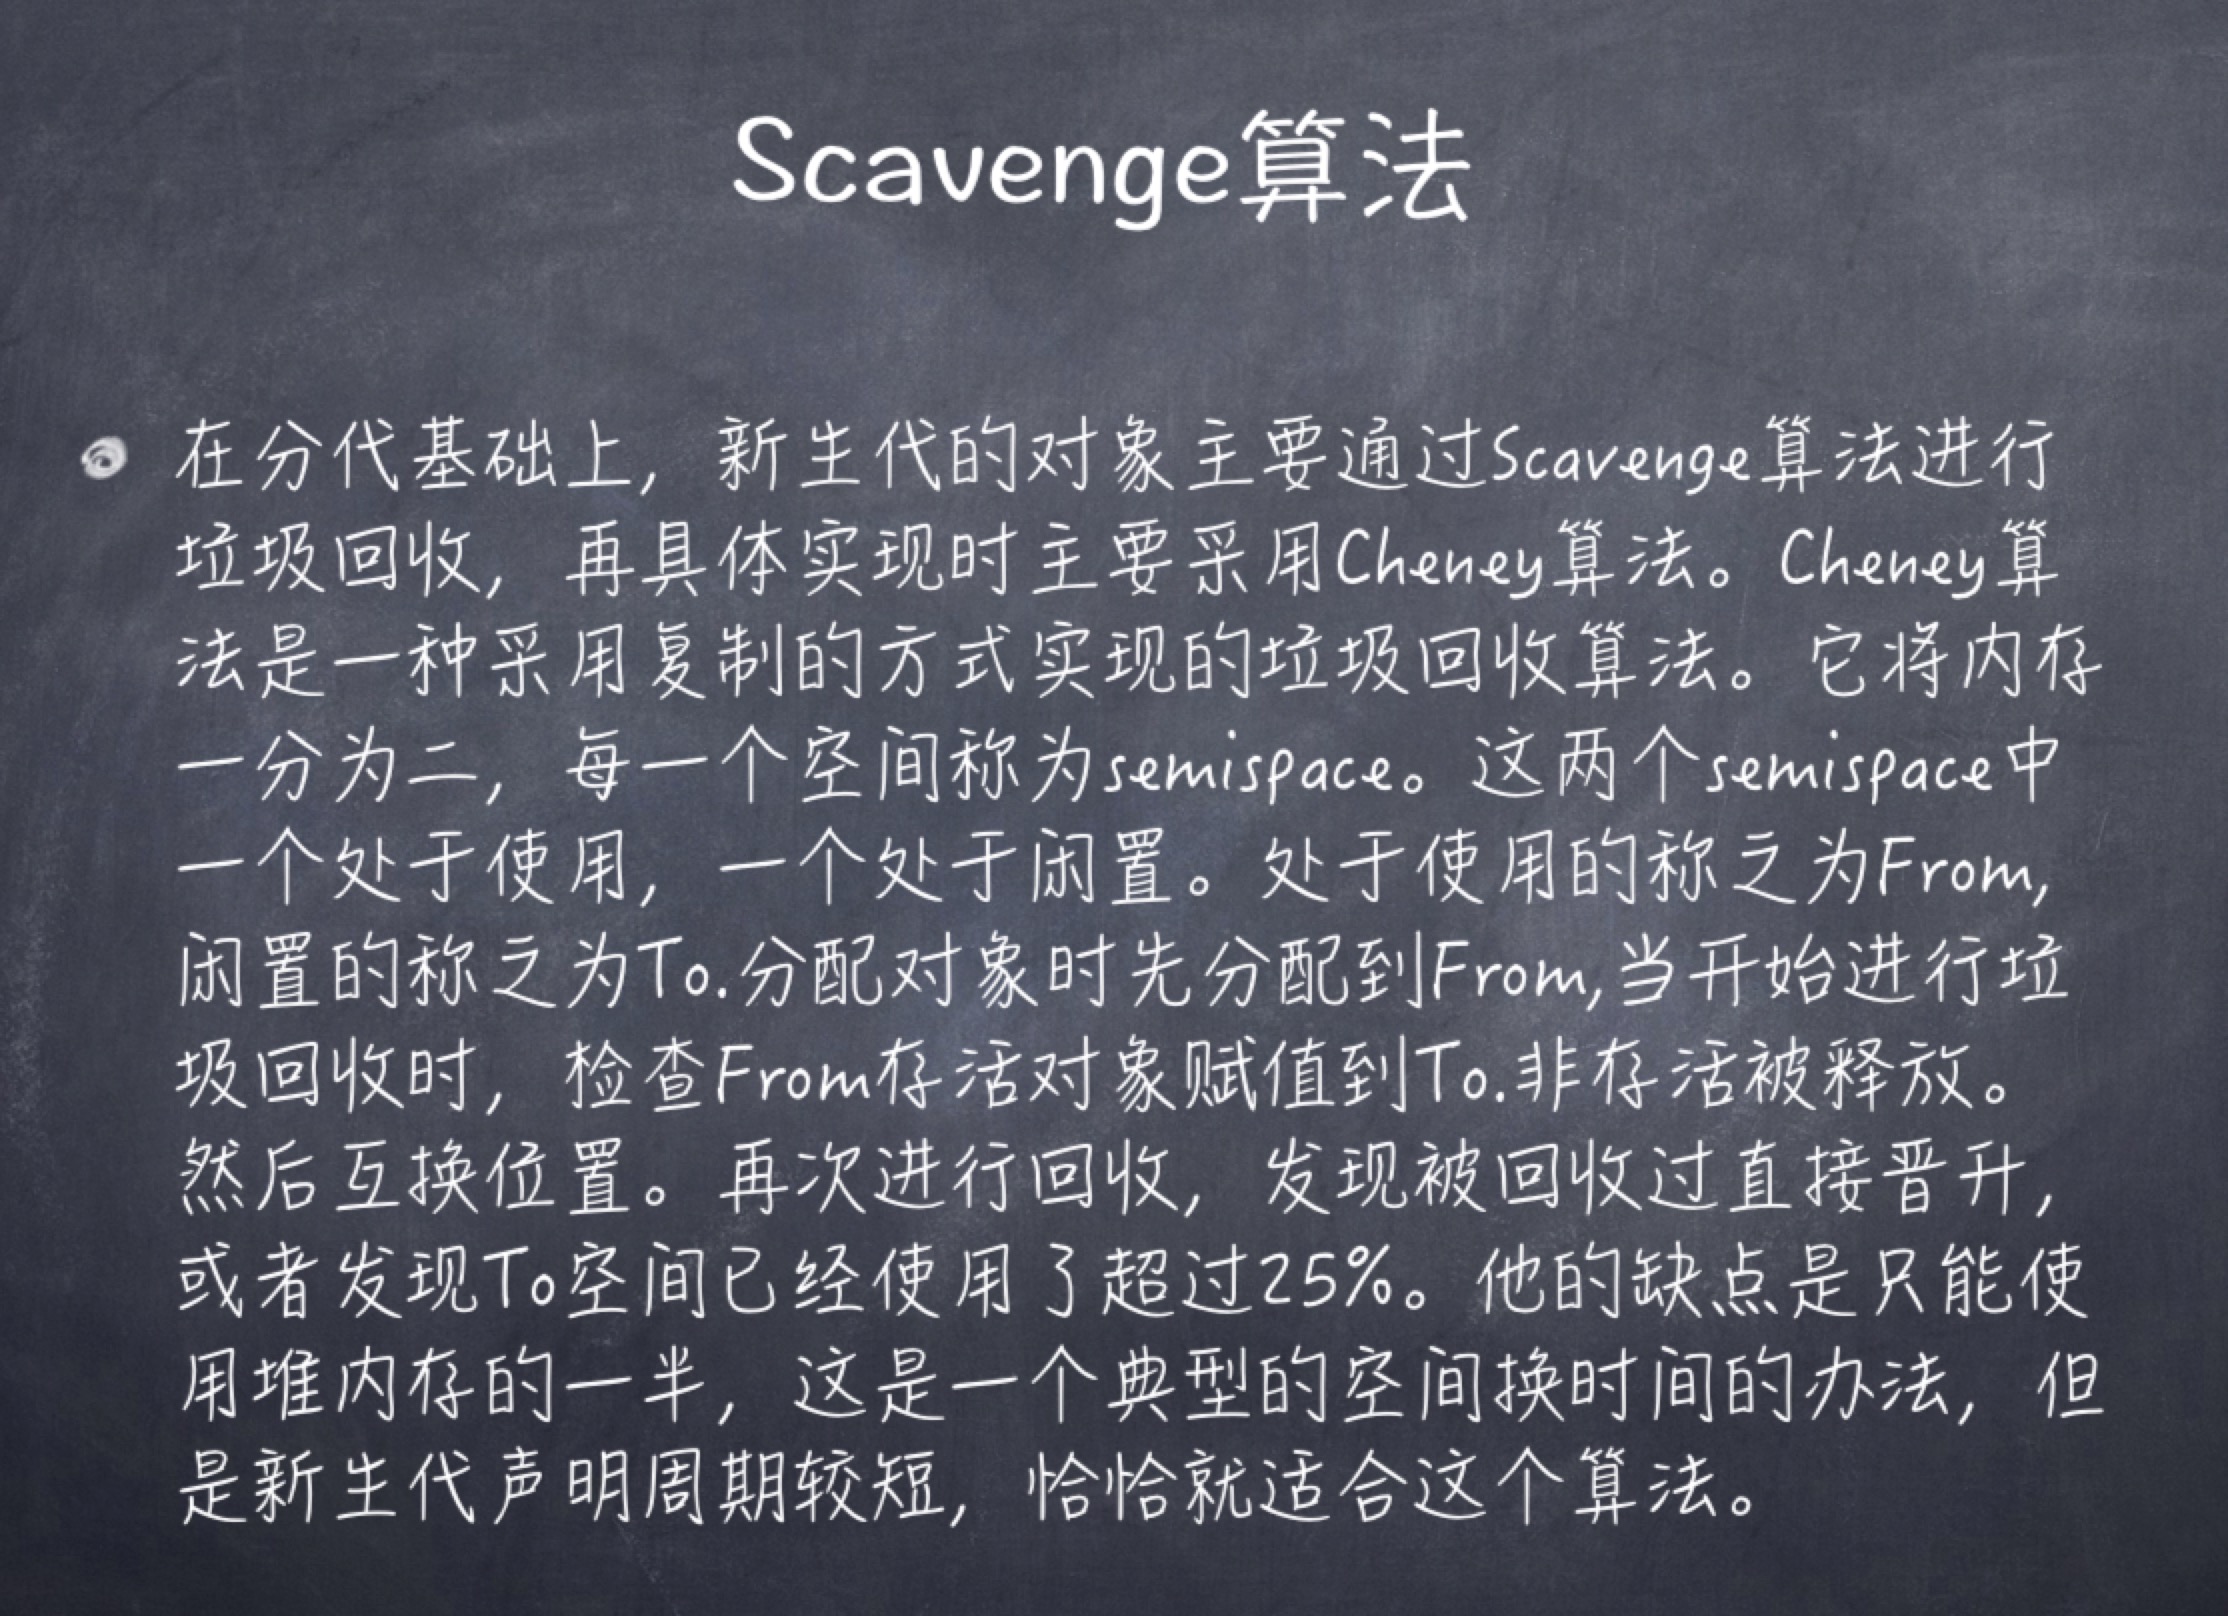 Scavenge算法
在分代基础上，新生代的对象主要通过Scavenge算法进行
垃圾回收，再具体实现时主要采用Cheney算法。Cheney算
法是一种采用复制的方式实现的垃圾回收算法。它将内存
一分为二，每一个空间称为semispace。这两个semispace中
一个处于使用，一个处于闲置。处于使用的称之为From,
闲置的称之为To.分配对象时先分配到From,当开始进行垃
圾回收时，检查From存活对象赋值到To.非存活被释放。
然后互换位置。再次进行回收，发现被回收过直接晋升，
或者发现To空间已经使用了超过25%。他的缺点是只能使
用堆内存的一半，这是一个典型的空间换时间的办法，但
是新生代声明周期较短，恰恰就适合这个算法。